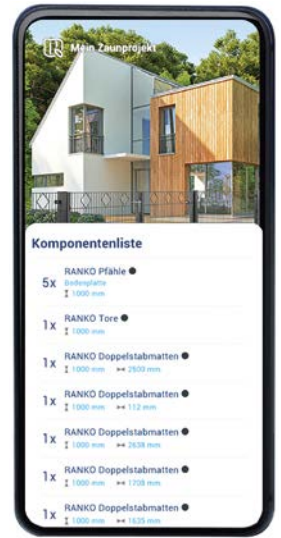 Mein Zaunprojekt
Komponentenliste
5x RANKO Pfähle
Bodenplatte
1000 mm
1x RANKO Tore
1000 mm
1x RANKO Doppelstabmatten
1000 mm 2503 mm
1x RANKO Doppelstabmatten
1000 mm 112 mm
1x RANKO Doppelstabmatten
1000 mm 2638 mm
1x RANKO Doppelstabmatten
1000 mm 1708 mm
1x RANKO Doppelstabmatten
1000 mm 1635 mm